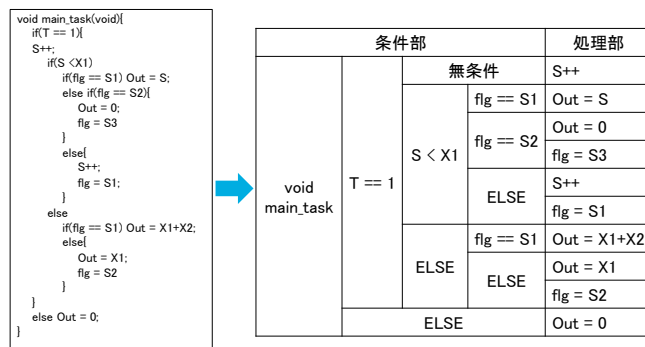 void main_task(void){
if(T == 1){
S++;
if(S <X1)
if(flg == S1) Out = S;
else if(flg == S2){
Out = 0;
flg = S3
}
else{
S++;
flg = S1;
}
else
if(flg == S1) Out = X1+X2;
else{
Out = X1;
flg = S2
}
}
else Out = 0;
}
条件部 処理部
void main_task
T == 1
無条件 S++
S < X1
flg == S1 Out = S
flg == S2 Out = 0
flg = S3
ELSE S++
flg = S1
ELSE
flg == S1 Out = X1+X2
ELSE Out = X1
flg = S2
ELSE Out = 0